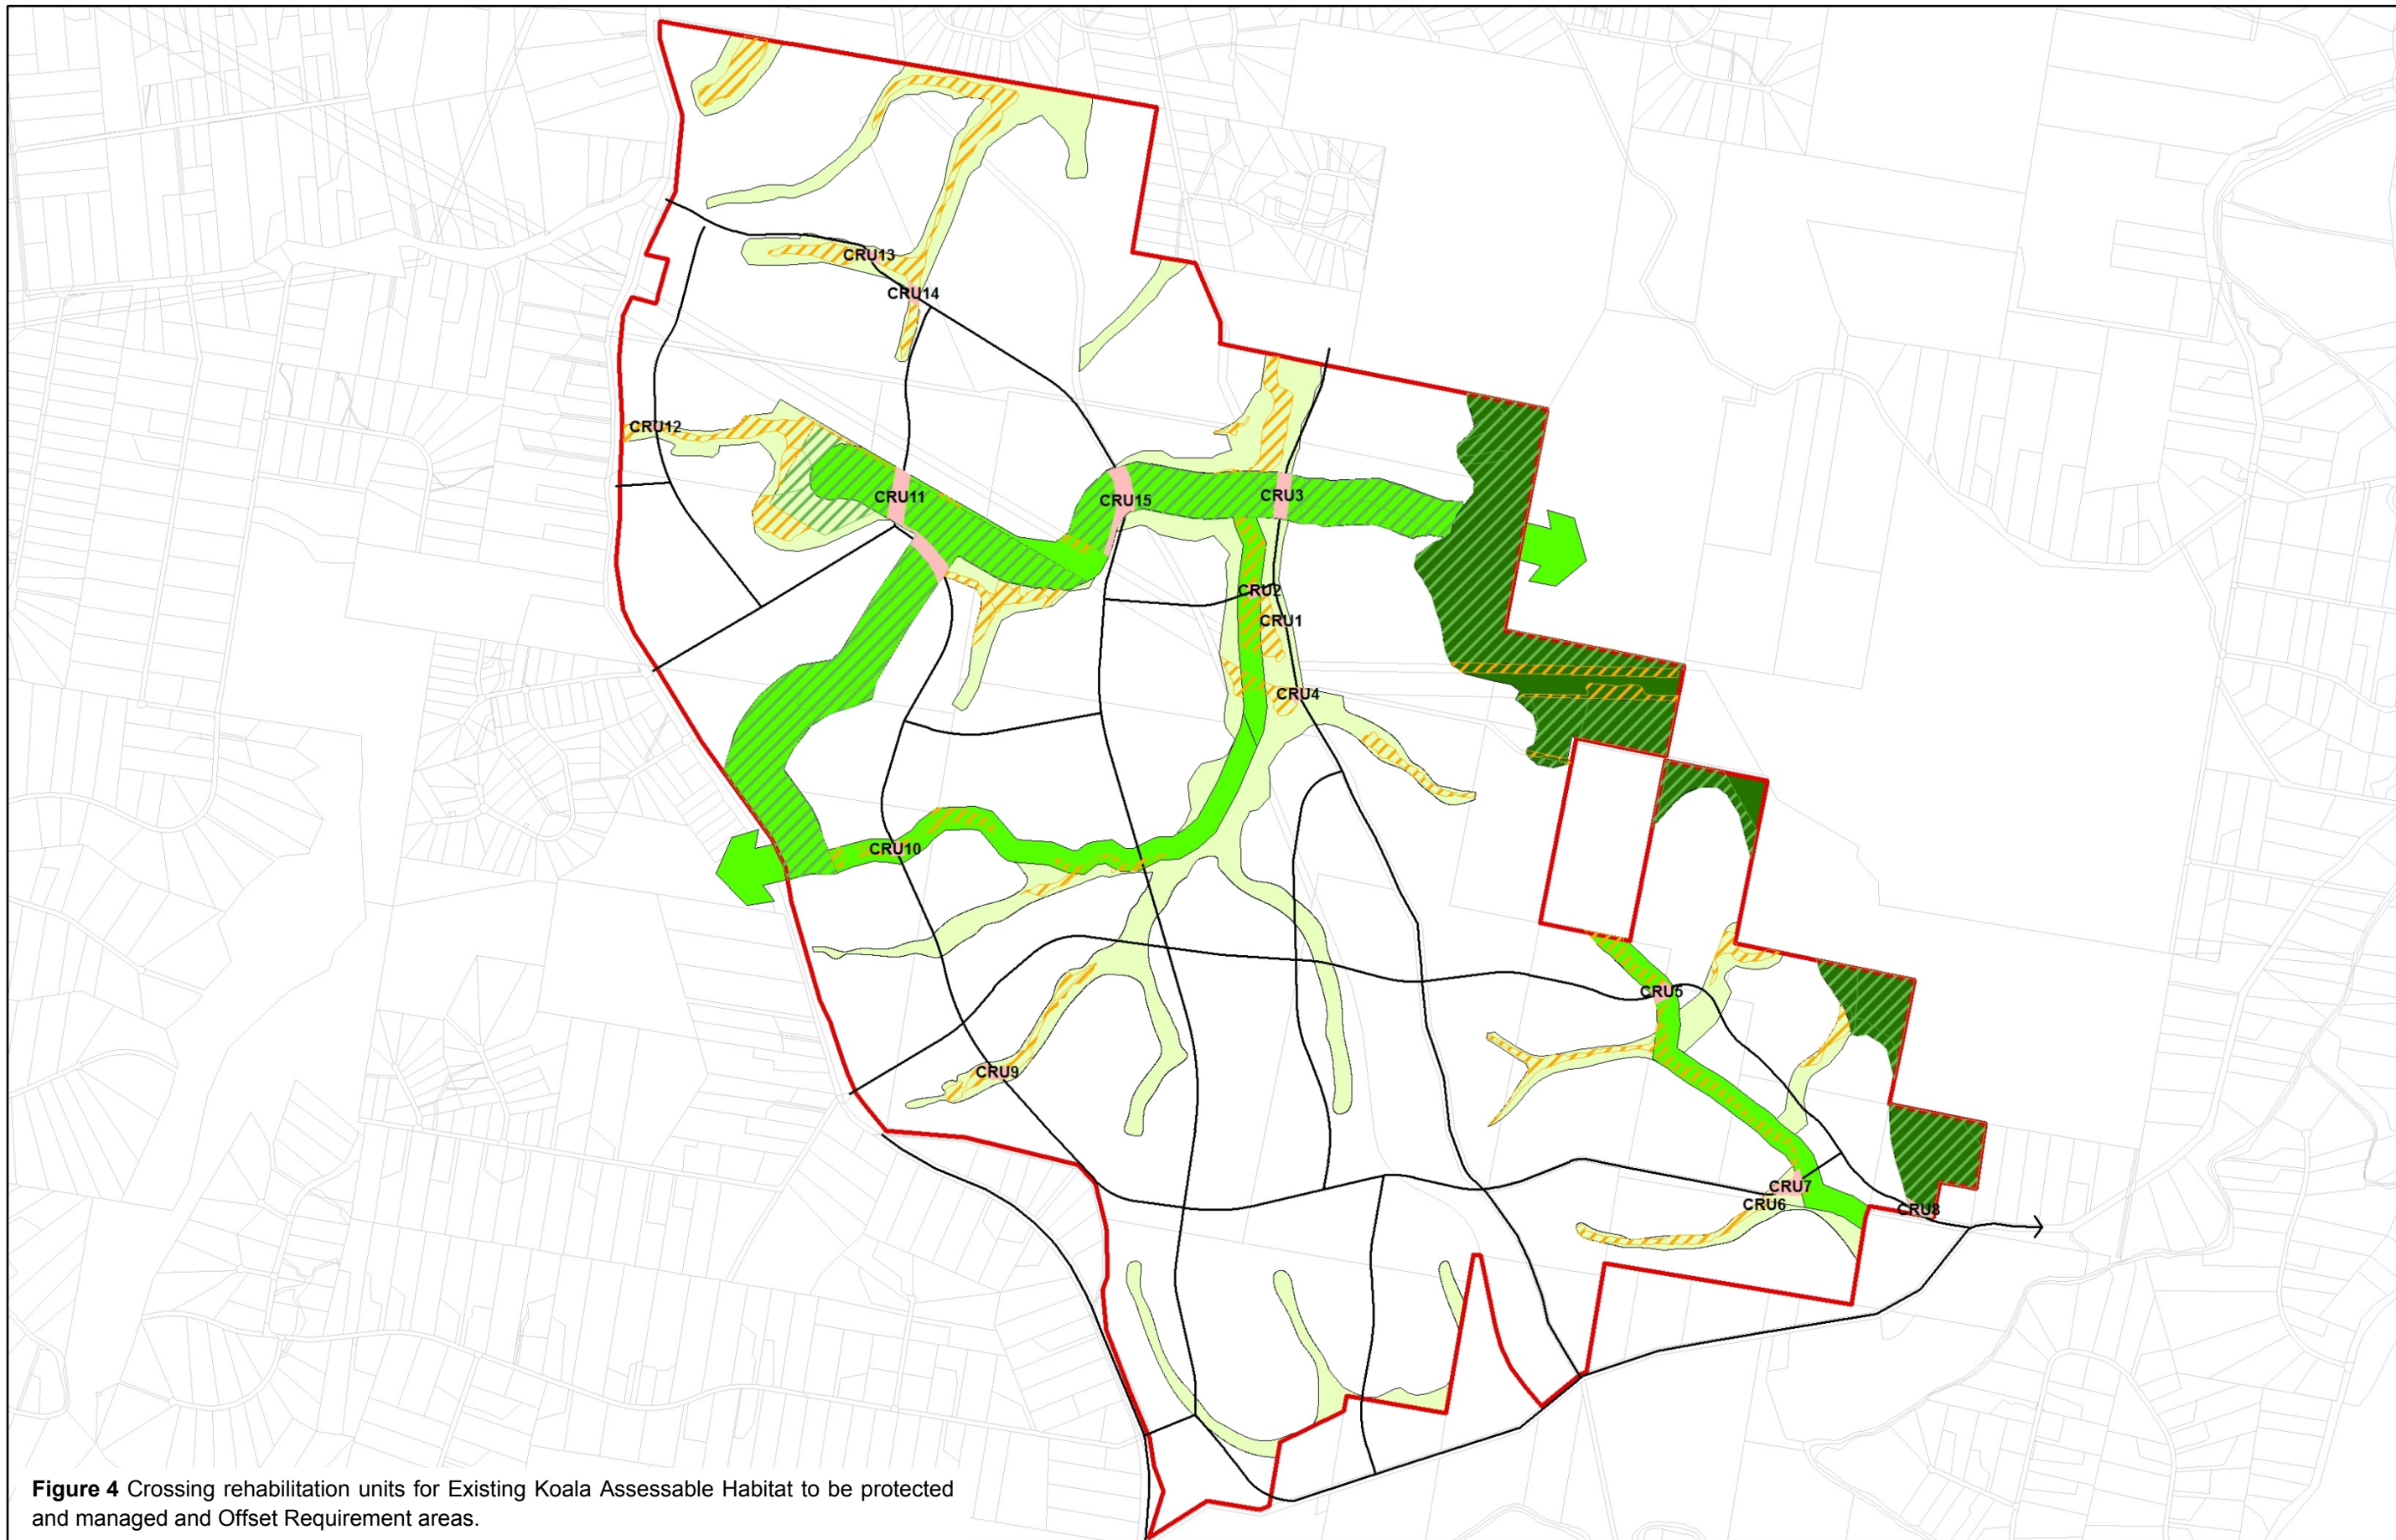 CRU13
CRU14
CRU12
CRU11
CRU15
CRU3
CRU2
CRU1
CRU4
CRU10
CRU5
CRU9
CRU7
CRU6
CRU8
Figure 4 Crossing rehabilitation units for Existing Koala Assessable Habitat to be protected
and managed and Offset Requirement areas.